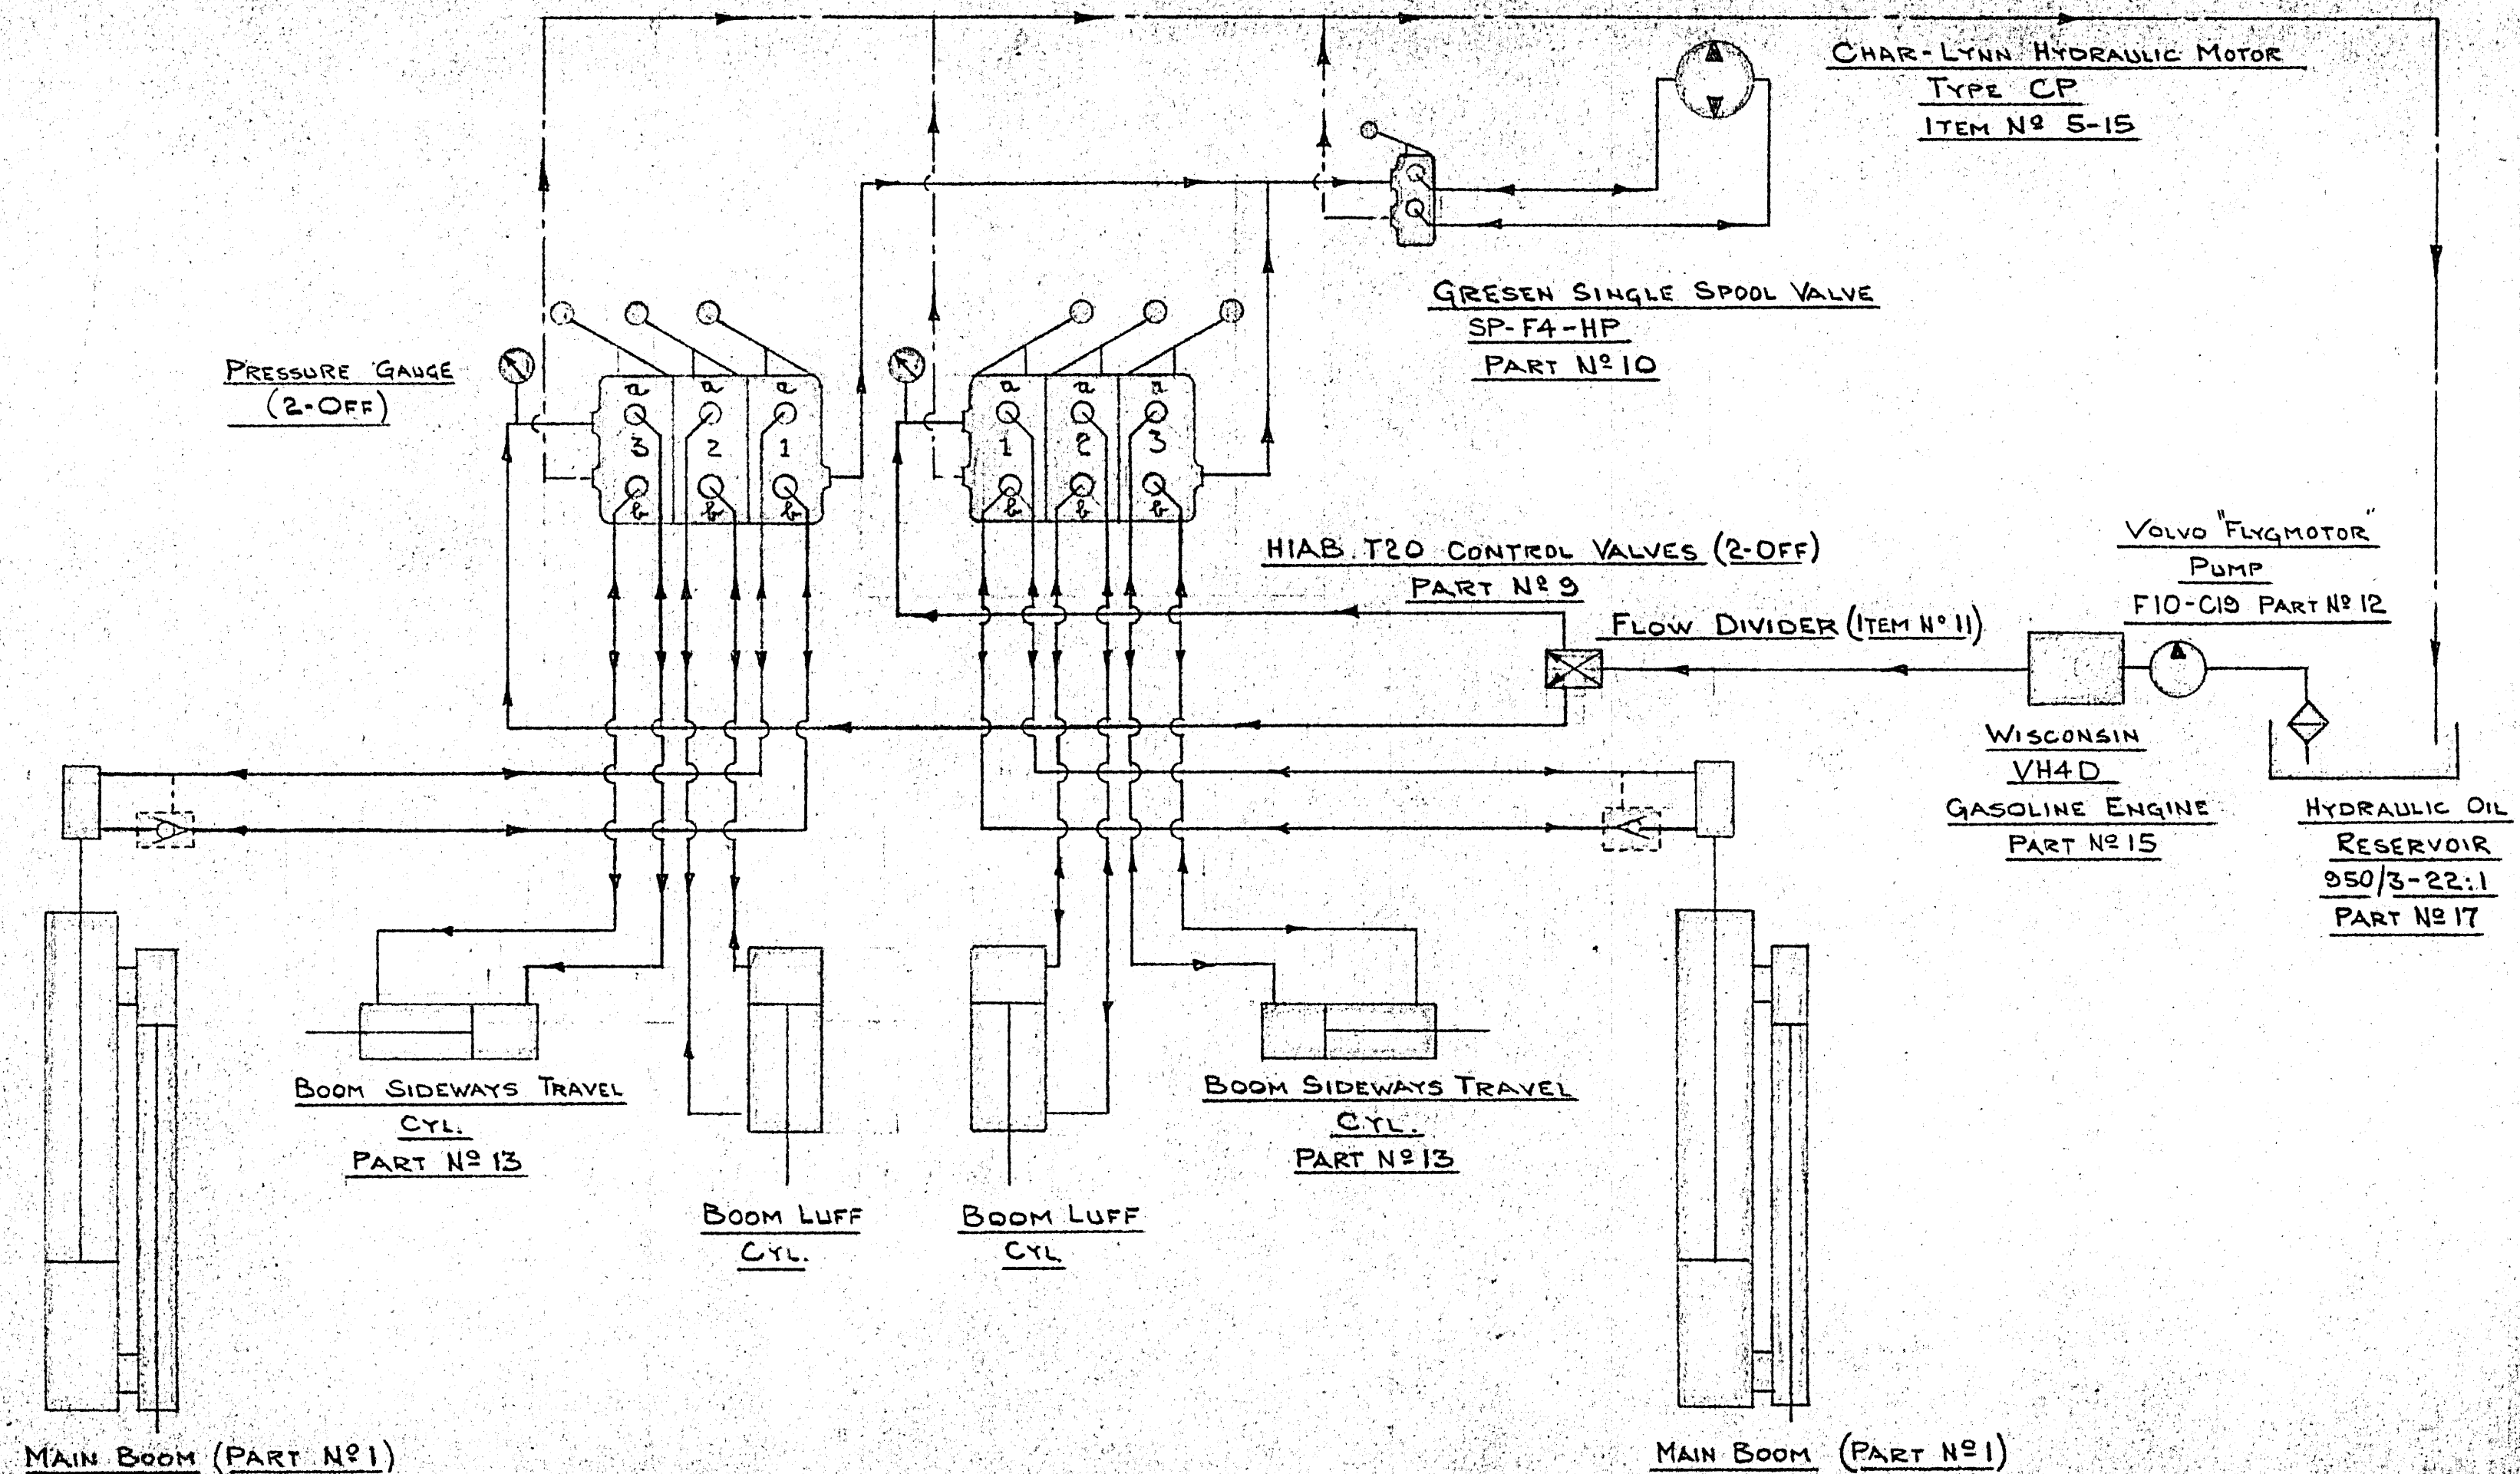 CHAR-LYNN HYDRAULIC MOTOR
TYPE CP
ITEM Nº 5-15
GRESEN SINGLE SPOOL VALVE
SP-F4-HP
PART Nº 10
PRESSURE GAUGE
(2-OFF)
a a a
3 2 1
b b b
a a a
1 2 3
b b b
HIAB. T20 CONTROL VALVES (2-OFF)
PART Nº 9
FLOW DIVIDER (ITEM Nº 11)
VOLVO "FLYGMOTOR"
PUMP
F10-C19 PART Nº 12
WISCONSIN
VH4D
GASOLINE ENGINE
PART Nº 15
HYDRAULIC OIL
RESERVOIR
950/3-22:1
PART Nº 17
BOOM SIDEWAYS TRAVEL
CYL.
PART Nº 13
BOOM LUFF
CYL.
BOOM LUFF
CYL
BOOM SIDEWAYS TRAVEL
CYL.
PART Nº 13
MAIN BOOM (PART Nº 1)
MAIN BOOM (PART Nº 1)